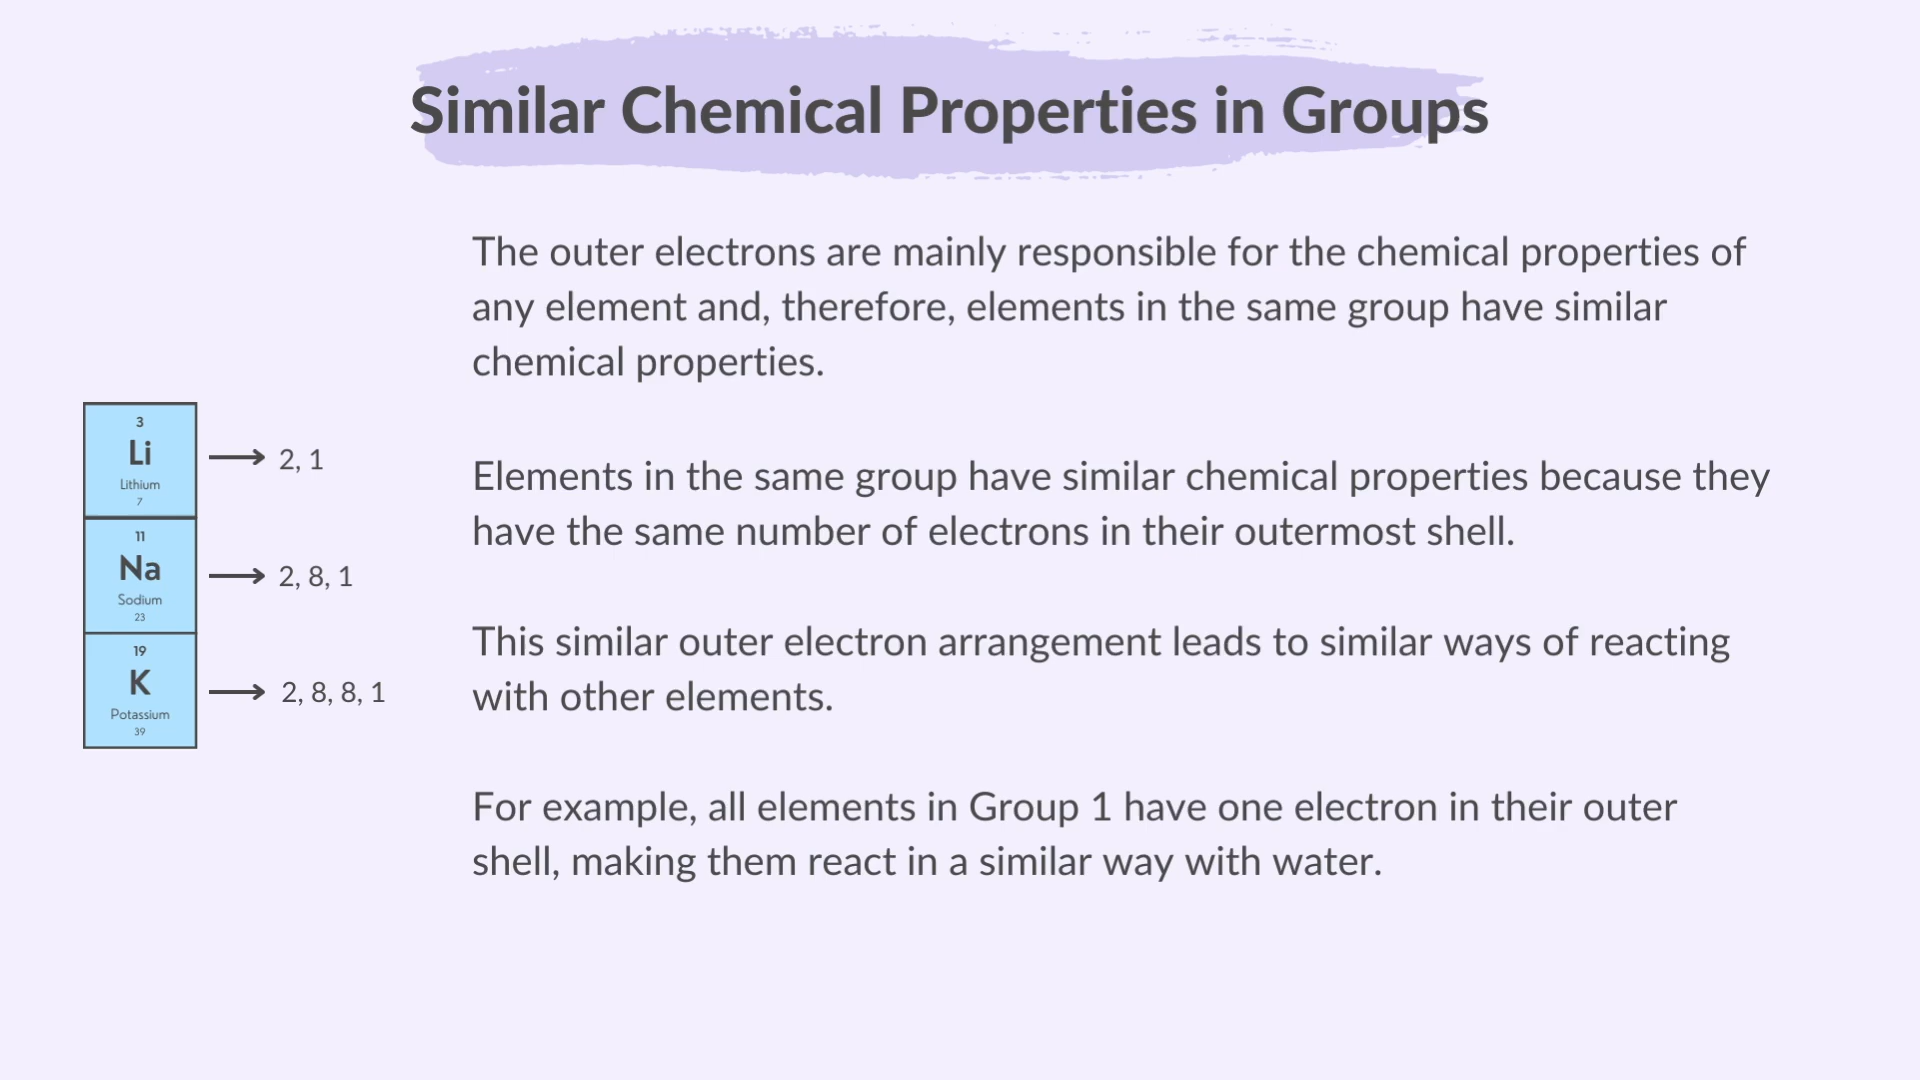 Similar Chemical Properties in Groups
The outer electrons are mainly responsible for the chemical properties of
any element and, therefore, elements in the same group have similar
chemical properties.
3
Li
Lithium
7
2, 1
11
Na
Sodium
23
2, 8, 1
19
K
Potassium
39
2, 8, 8, 1
Elements in the same group have similar chemical properties because they
have the same number of electrons in their outermost shell.
This similar outer electron arrangement leads to similar ways of reacting
with other elements.
For example, all elements in Group 1 have one electron in their outer
shell, making them react in a similar way with water.